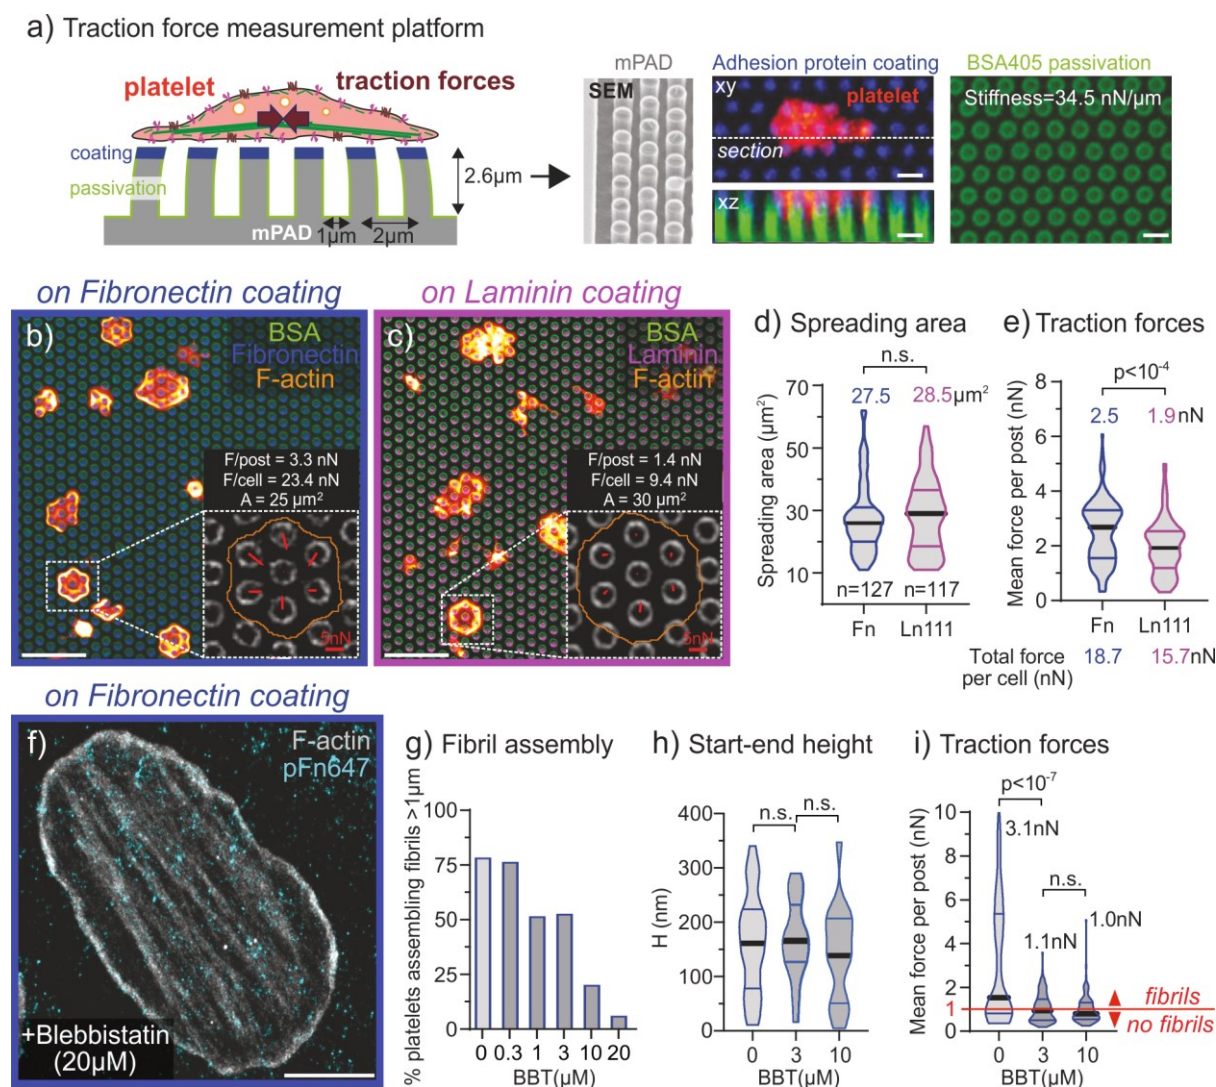 a) Traction force measurement platform
platelet
traction forces
coating
passivation
mPAD
1µm
2µm
2.6µm
mPAD
SEM
Adhesion protein coating
xy
platelet
section
xz
BSA405 passivation
Stiffness=34.5 nN/µm
on Fibronectin coating
b)
BSA
Fibronectin
F-actin
F/post = 3.3 nN
F/cell = 23.4 nN
A = 25 µm²
5nN
on Laminin coating
c)
BSA
Laminin
F-actin
F/post = 1.4 nN
F/cell = 9.4 nN
A = 30 µm²
5nN
d) Spreading area
n.s.
27.5
28.5µm²
Spreading area (µm²)
70
50
30
10
n=127
n=117
Fn
Ln111
e) Traction forces
p<10⁻⁴
2.5
1.9nN
Mean force per post (nN)
8
6
4
2
0
Fn
Ln111
Total force
per cell (nN)
18.7
15.7nN
on Fibronectin coating
f)
F-actin
pFn647
+Blebbistatin
(20µM)
g) Fibril assembly
% platelets assembling fibrils >1µm
100
75
50
25
0
0 0.3 1 3 10 20
BBT(µM)
h) Start-end height
n.s.
n.s.
H (nm)
400
300
200
100
0
0 3 10
BBT(µM)
i) Traction forces
p<10⁻⁷
3.1nN
n.s.
1.1nN
1.0nN
Mean force per post (nN)
10
8
6
4
2
1
0
fibrils
no fibrils
0 3 10
BBT(µM)